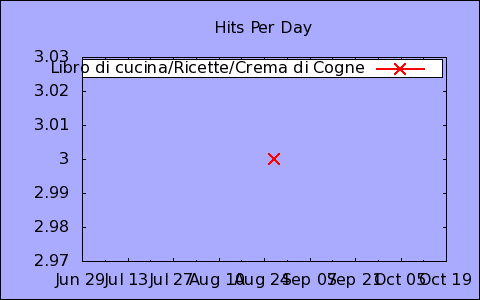 Hits Per Day
3.03
Libro di cucina/Ricette/Crema di Cogne
3.02
3.01
3
2.99
2.98
2.97
Jun 29 Jul 13 Jul 27 Aug 10 Aug 24 Sep 07 Sep 21 Oct 05 Oct 19